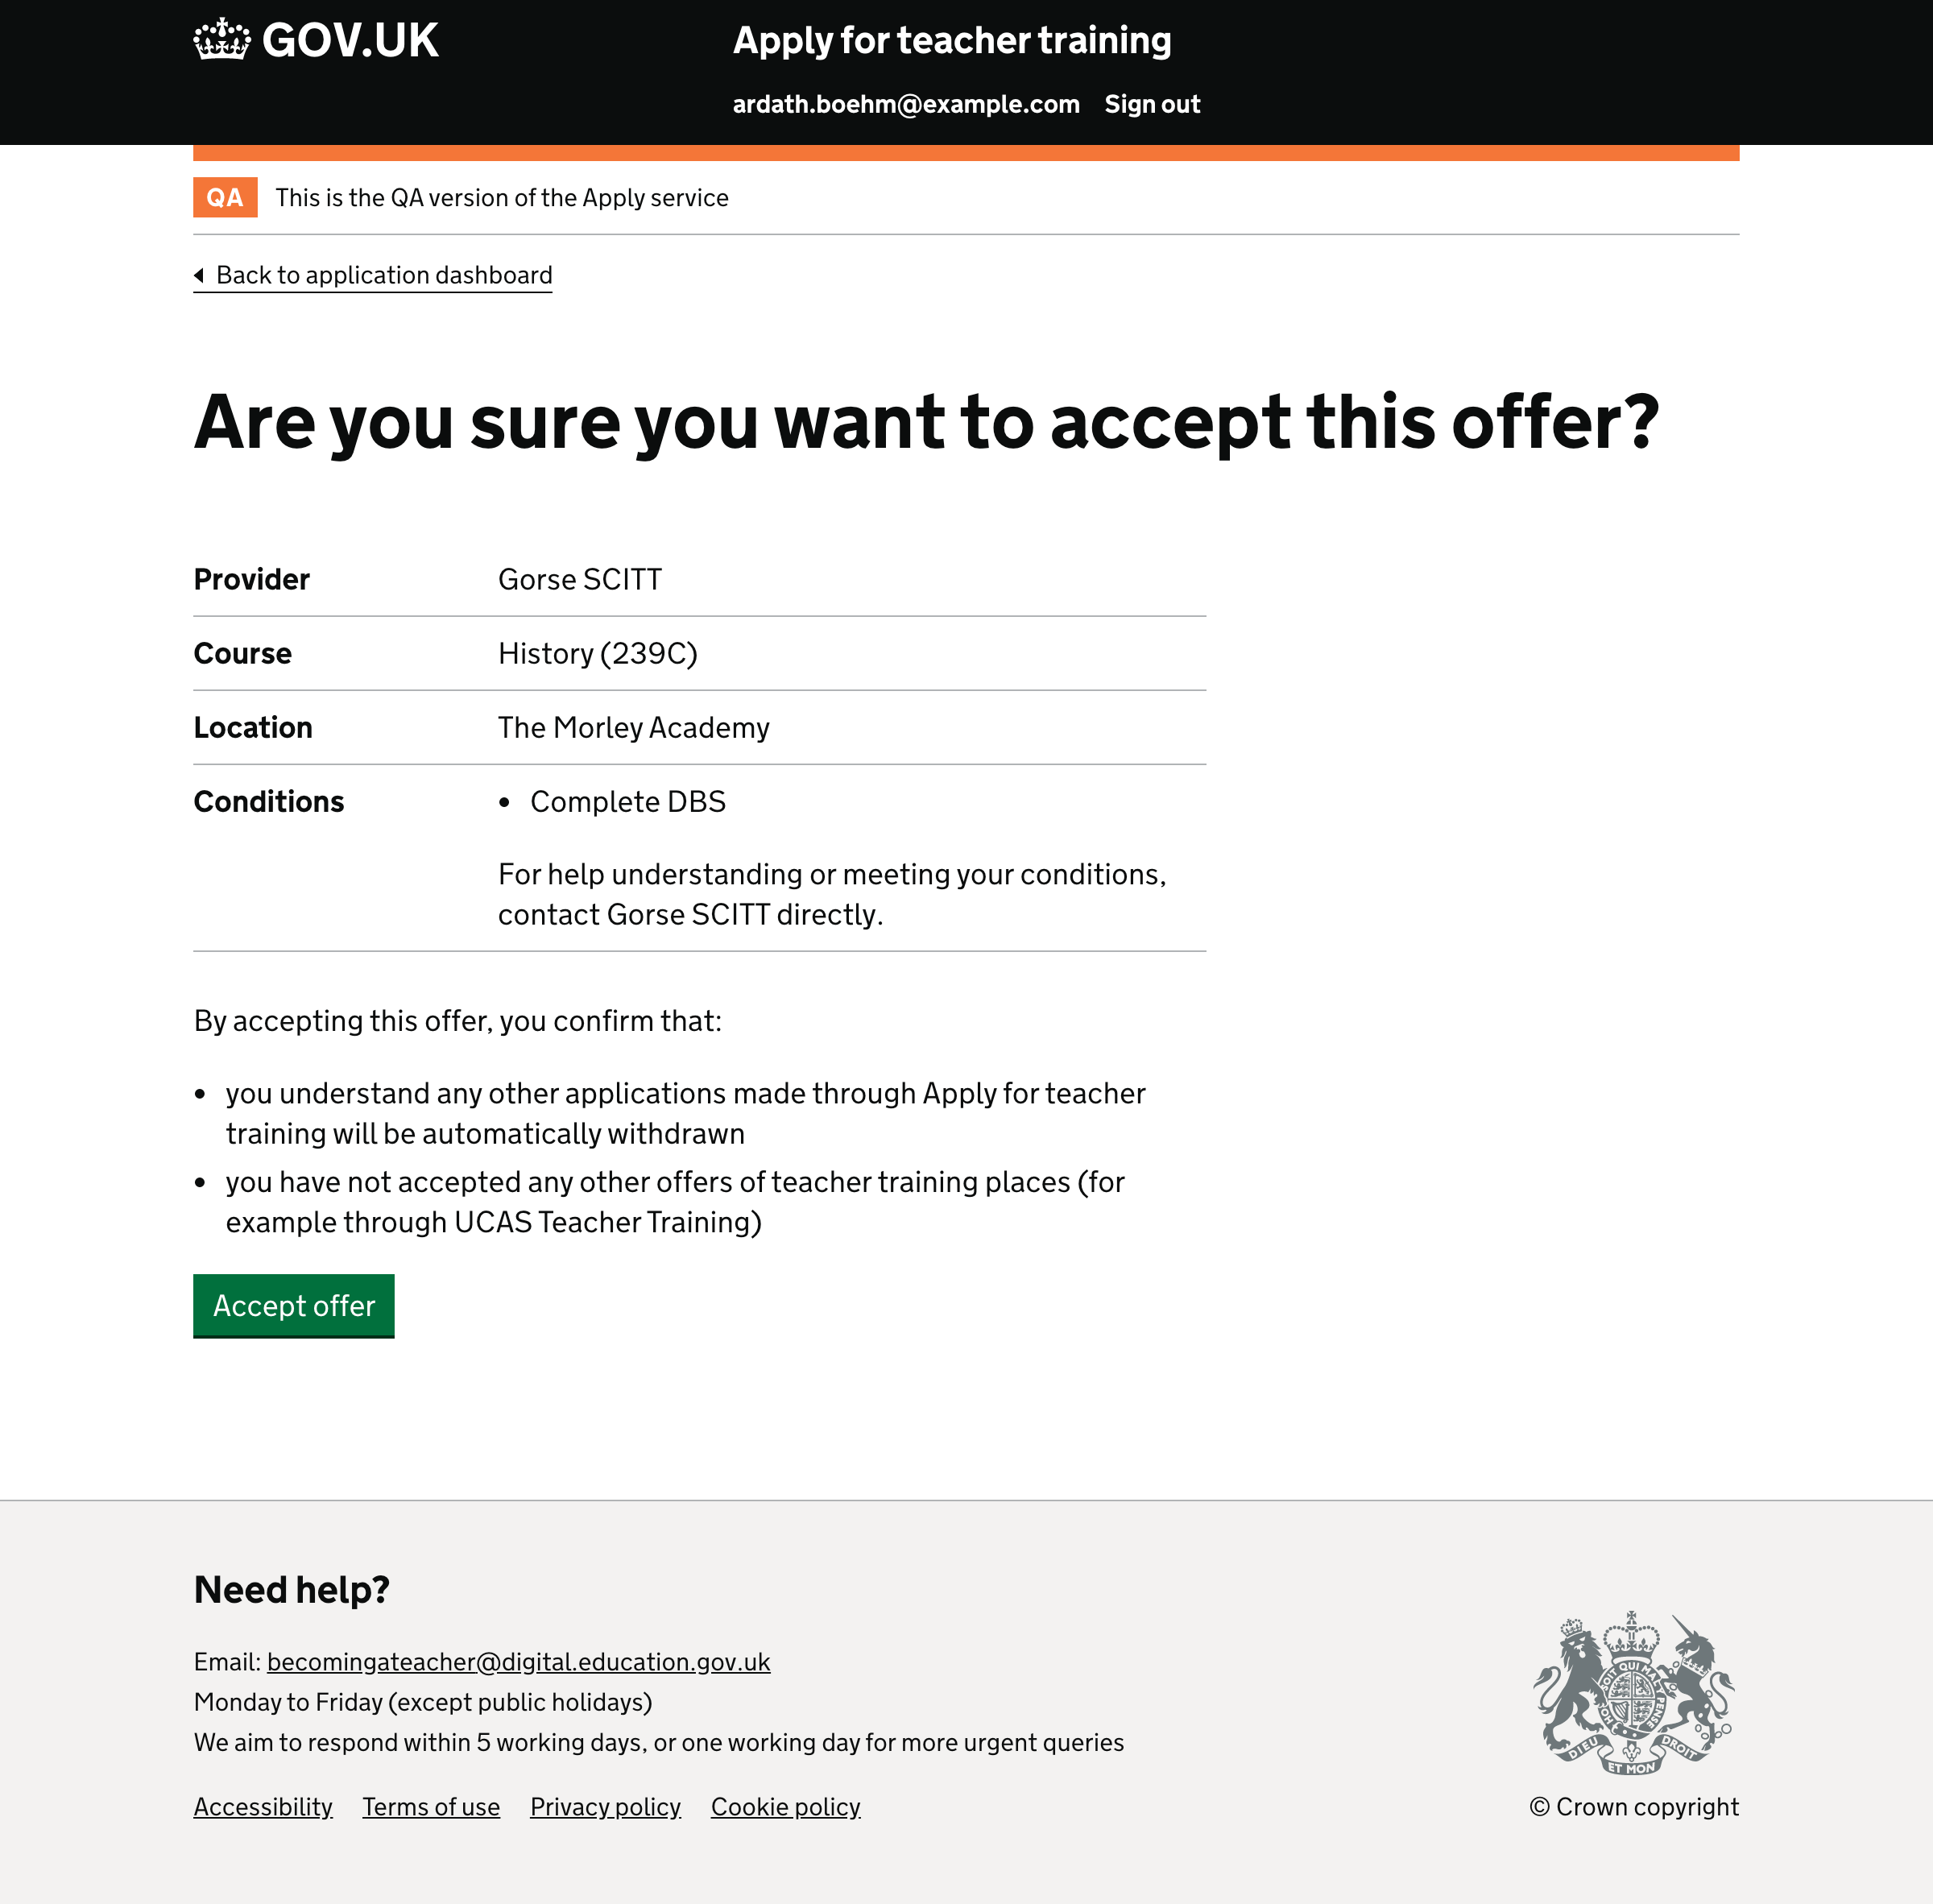 GOV.UK
Apply for teacher training
ardath.boehm@example.com Sign out
QA This is the QA version of the Apply service
Back to application dashboard
Are you sure you want to accept this offer?
Provider Gorse SCITT
Course History (239C)
Location The Morley Academy
Conditions • Complete DBS
For help understanding or meeting your conditions,
contact Gorse SCITT directly.
By accepting this offer, you confirm that:
• you understand any other applications made through Apply for teacher
training will be automatically withdrawn
• you have not accepted any other offers of teacher training places (for
example through UCAS Teacher Training)
Accept offer
Need help?
Email: becomingateacher@digital.education.gov.uk
Monday to Friday (except public holidays)
We aim to respond within 5 working days, or one working day for more urgent queries
DIEU ET MON DROIT
Accessibility Terms of use Privacy policy Cookie policy
© Crown copyright